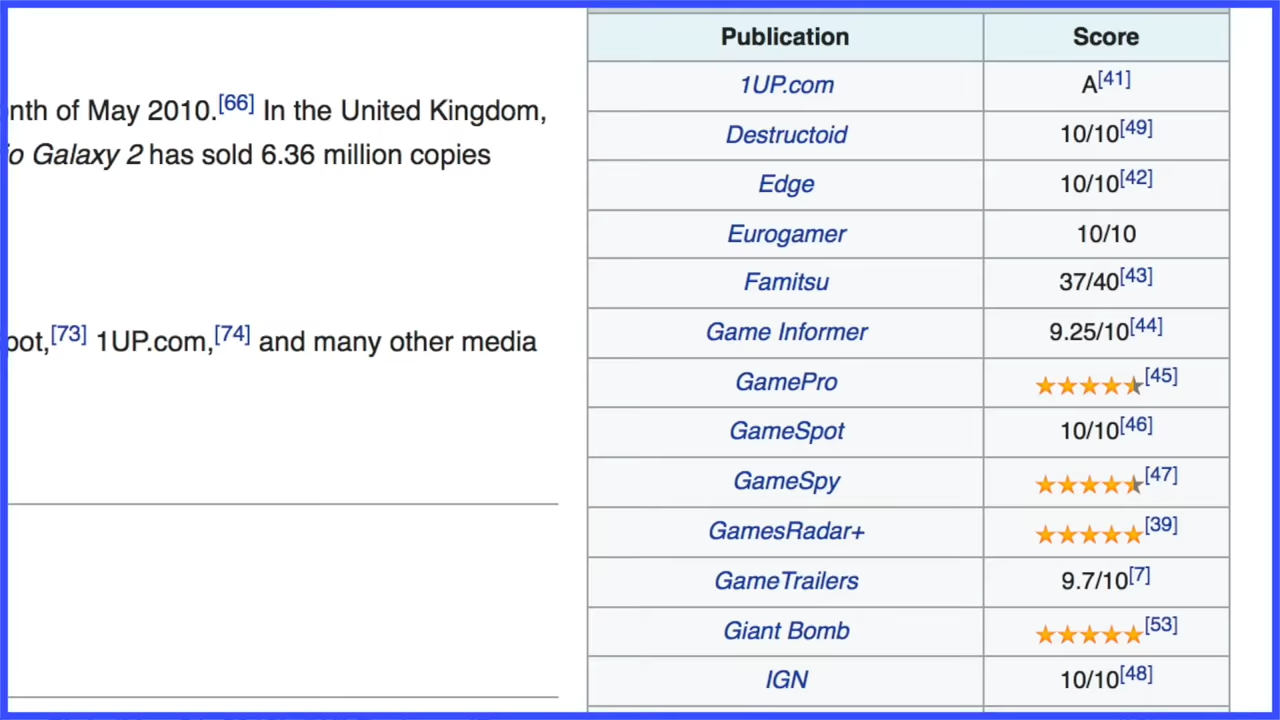 nth of May 2010.[66] In the United Kingdom,
o Galaxy 2 has sold 6.36 million copies
pot,[73] 1UP.com,[74] and many other media
Publication Score
1UP.com A[41]
Destructoid 10/10[49]
Edge 10/10[42]
Eurogamer 10/10
Famitsu 37/40[43]
Game Informer 9.25/10[44]
GamePro [45]
GameSpot 10/10[46]
GameSpy [47]
GamesRadar+ [39]
GameTrailers 9.7/10[7]
Giant Bomb [53]
IGN 10/10[48]